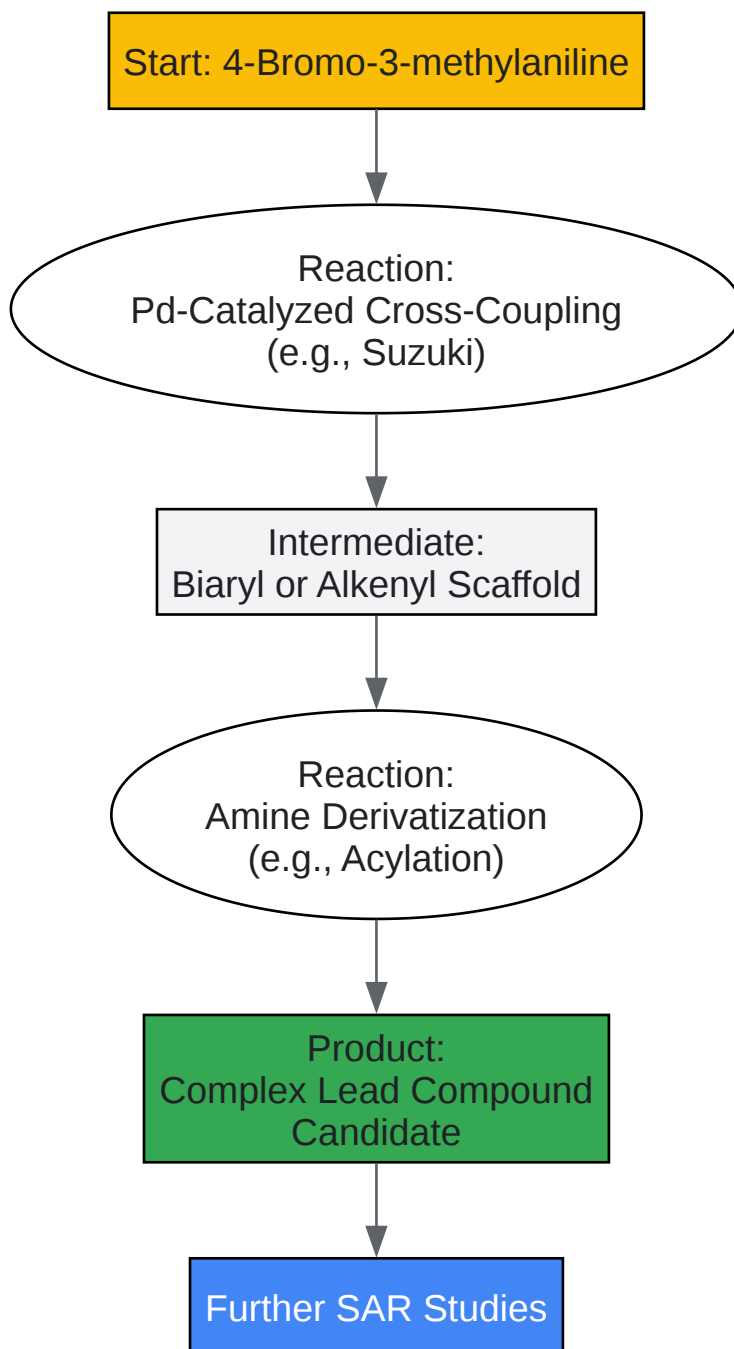 Start: 4-Bromo-3-methylaniline
Reaction:
Pd-Catalyzed Cross-Coupling
(e.g., Suzuki)
Intermediate:
Biaryl or Alkenyl Scaffold
Reaction:
Amine Derivatization
(e.g., Acylation)
Product:
Complex Lead Compound
Candidate
Further SAR Studies